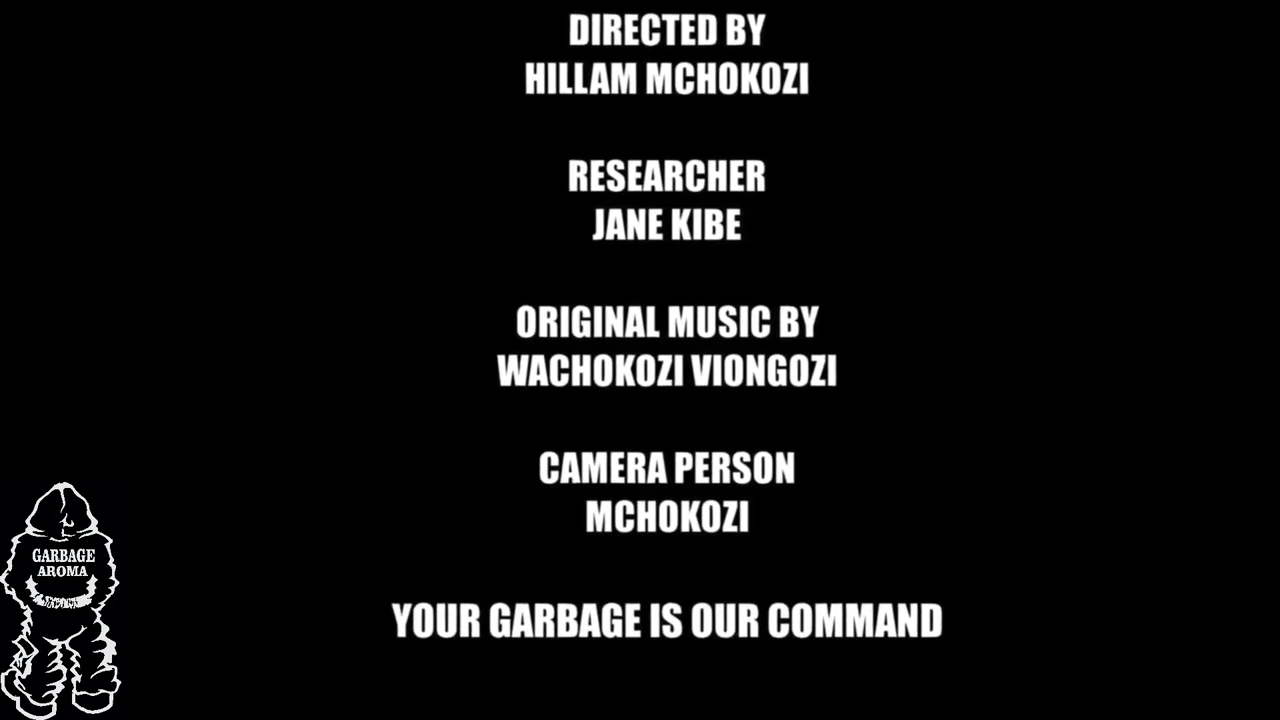 DIRECTED BY
HILLAM MCHOKOZI
RESEARCHER
JANE KIBE
ORIGINAL MUSIC BY
WACHOKOZI VIONGOZI
CAMERA PERSON
MCHOKOZI
YOUR GARBAGE IS OUR COMMAND
GARBAGE
AROMA